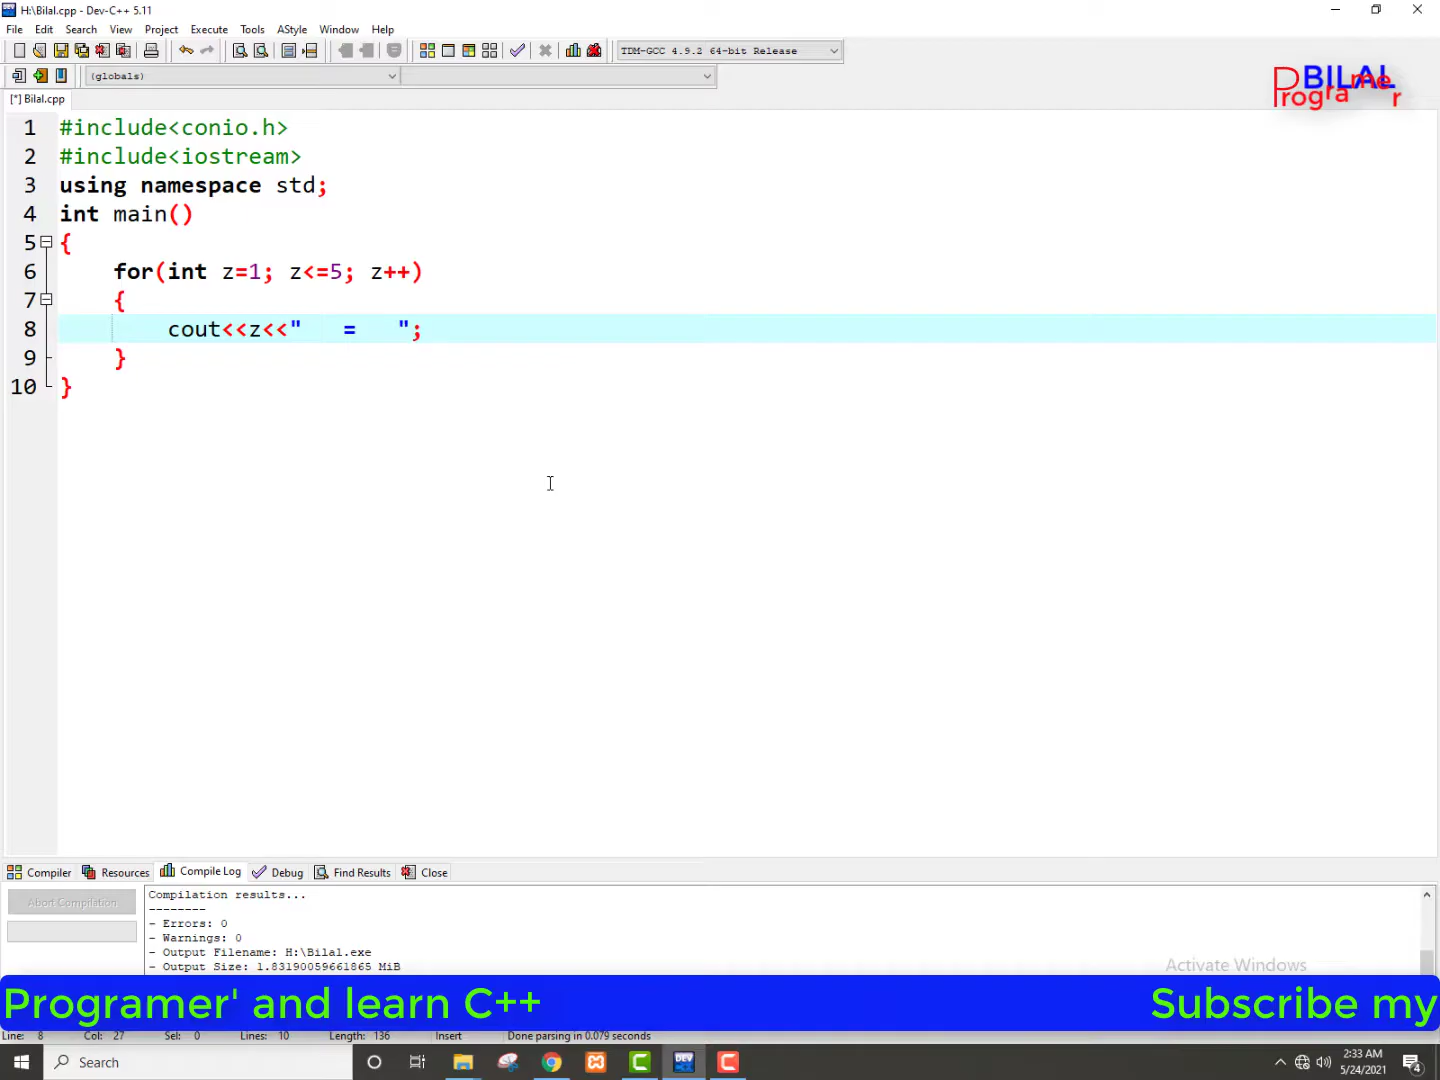 H:\Bilal.cpp - Dev-C++ 5.11
File Edit Search View Project Execute Tools AStyle Window Help
TDM-GCC 4.9.2 64-bit Release
(globals)
BILAL
Programer
[*] Bilal.cpp
1 #include<conio.h>
2 #include<iostream>
3 using namespace std;
4 int main()
5 {
6     for(int z=1; z<=5; z++)
7     {
8         cout<<z<<"   =   ";
9     }
10 }
Compiler Resources Compile Log Debug Find Results Close
Abort Compilation
Compilation results...
--------
- Errors: 0
- Warnings: 0
- Output Filename: H:\Bilal.exe
- Output Size: 1.83190059661865 MiB
Activate Windows
Programer' and learn C++ Subscribe my
Line: 8 Col: 27 Sel: 0 Lines: 10 Length: 136 Insert Done parsing in 0.079 seconds
Search
DEV
2:33 AM
5/24/2021
4